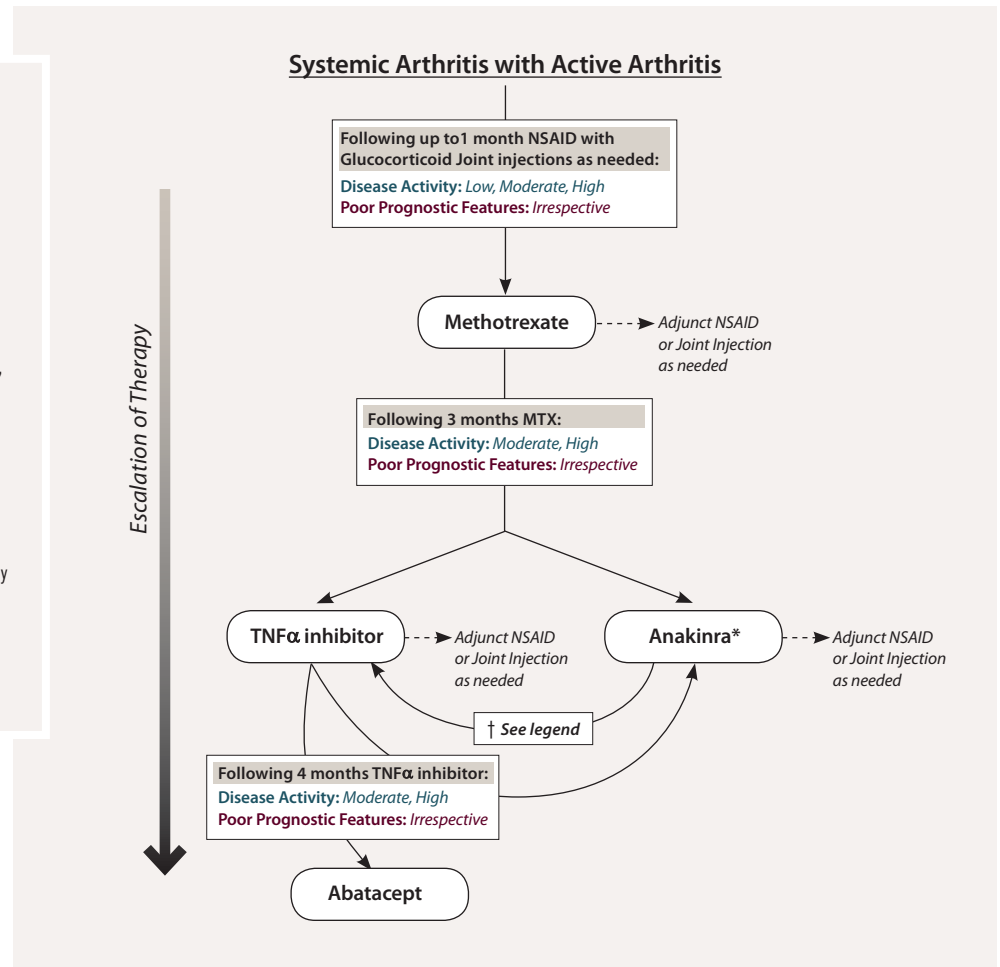 Systemic Arthritis with Active Arthritis
Following up to1 month NSAID with
Glucocorticoid Joint injections as needed:
Disease Activity: Low, Moderate, High
Poor Prognostic Features: Irrespective
Escalation of Therapy
Methotrexate
Adjunct NSAID
or Joint Injection
as needed
Following 3 months MTX:
Disease Activity: Moderate, High
Poor Prognostic Features: Irrespective
TNFα inhibitor
Adjunct NSAID
or Joint Injection
as needed
Anakinra*
Adjunct NSAID
or Joint Injection
as needed
† See legend
Following 4 months TNFα inhibitor:
Disease Activity: Moderate, High
Poor Prognostic Features: Irrespective
Abatacept